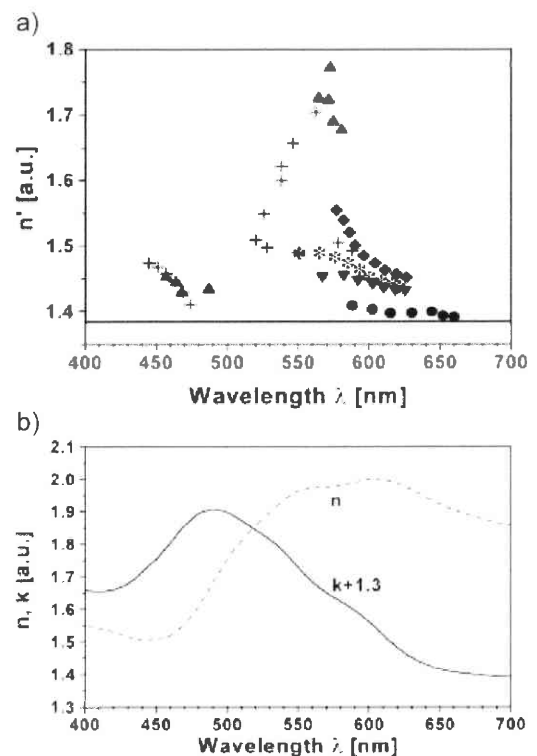 a)
n' [a.u.]
1.8
1.7
1.6
1.5
1.4
400 450 500 550 600 650 700
Wavelength λ [nm]
b)
n, k [a.u.]
2.1
2.0
1.9
1.8
1.7
1.6
1.5
1.4
1.3
n
k+1.3
400 450 500 550 600 650 700
Wavelength λ [nm]